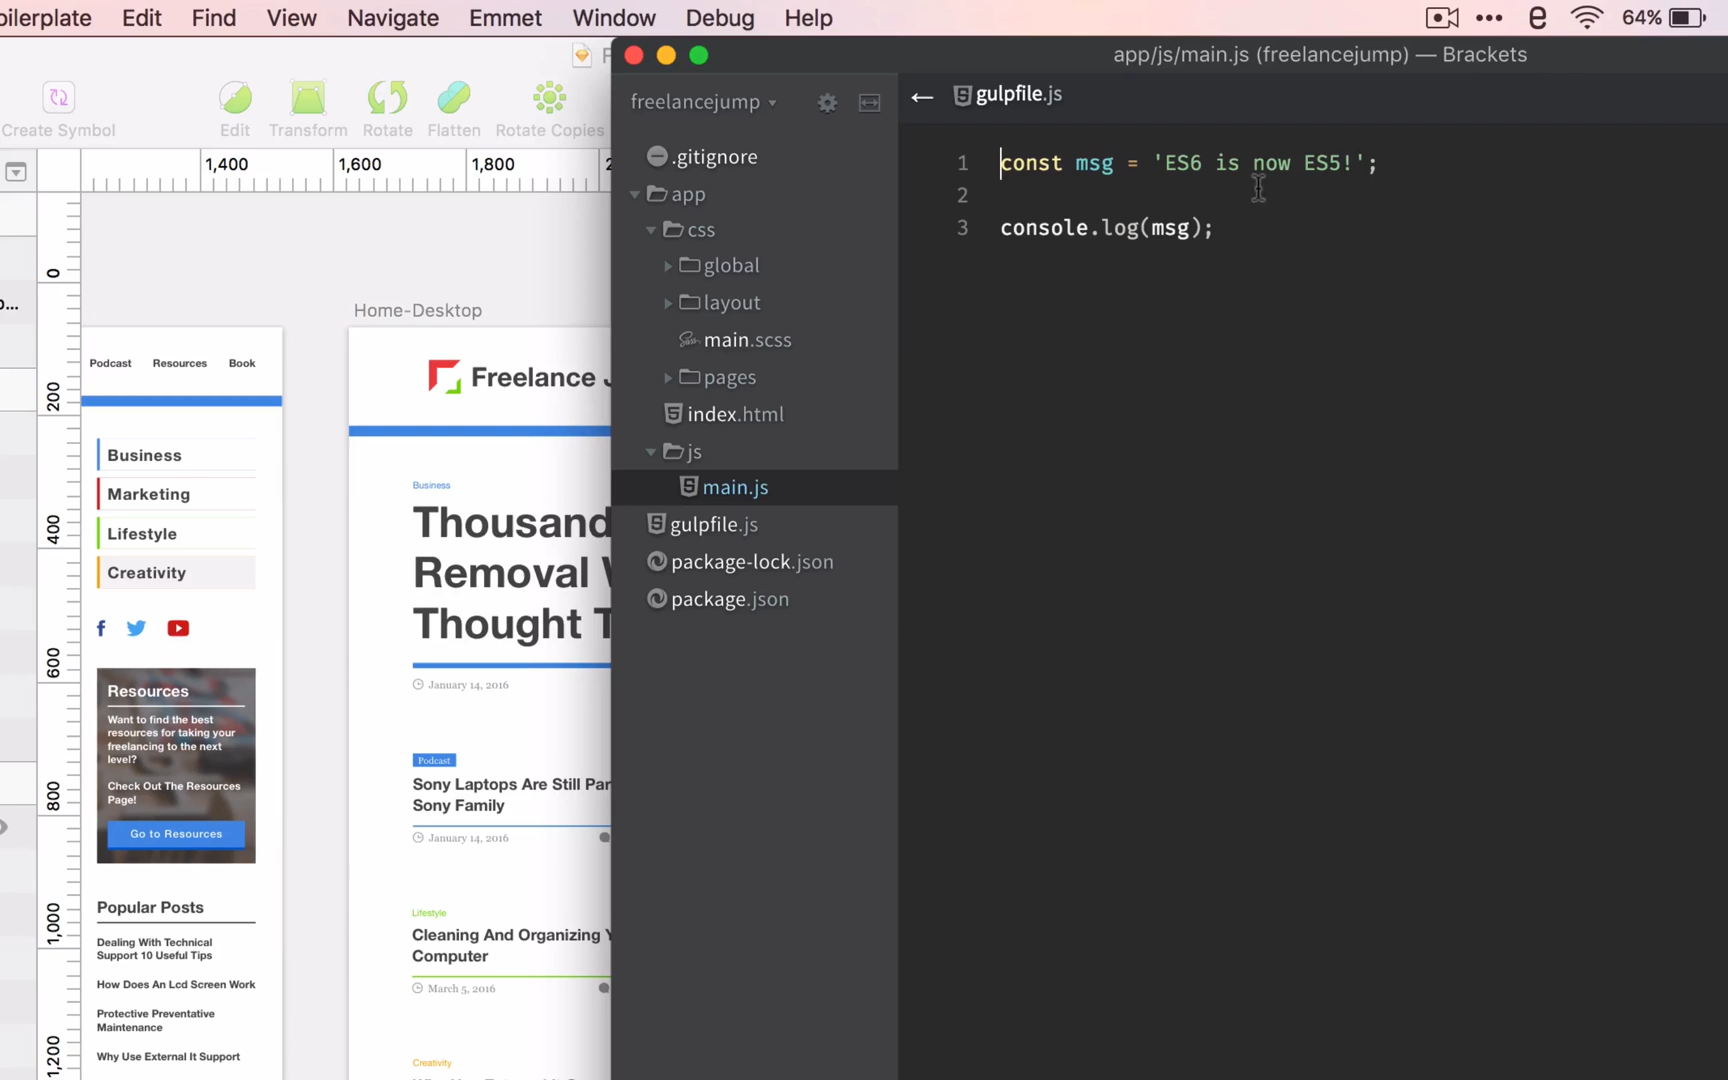 oilerplate Edit Find View Navigate Emmet Window Debug Help 64%
app/js/main.js (freelancejump) — Brackets
Create Symbol Edit Transform Rotate Flatten Rotate Copies
1,400 1,600 1,800
0
200
400
600
800
1,000
1,200
Home-Desktop
Podcast Resources Book
Business
Marketing
Lifestyle
Creativity
Resources
Want to find the best
resources for taking your
freelancing to the next
level?
Check Out The Resources
Page!
Go to Resources
Popular Posts
Dealing With Technical
Support 10 Useful Tips
How Does An Lcd Screen Work
Protective Preventative
Maintenance
Why Use External It Support
Freelance J
Business
Thousand
Removal W
Thought T
January 14, 2016
Podcast
Sony Laptops Are Still Par
Sony Family
January 14, 2016
Lifestyle
Cleaning And Organizing Y
Computer
March 5, 2016
Creativity
freelancejump
.gitignore
app
css
global
layout
main.scss
pages
index.html
js
main.js
gulpfile.js
package-lock.json
package.json
gulpfile.js
1 const msg = 'ES6 is now ES5!';
2
3 console.log(msg);